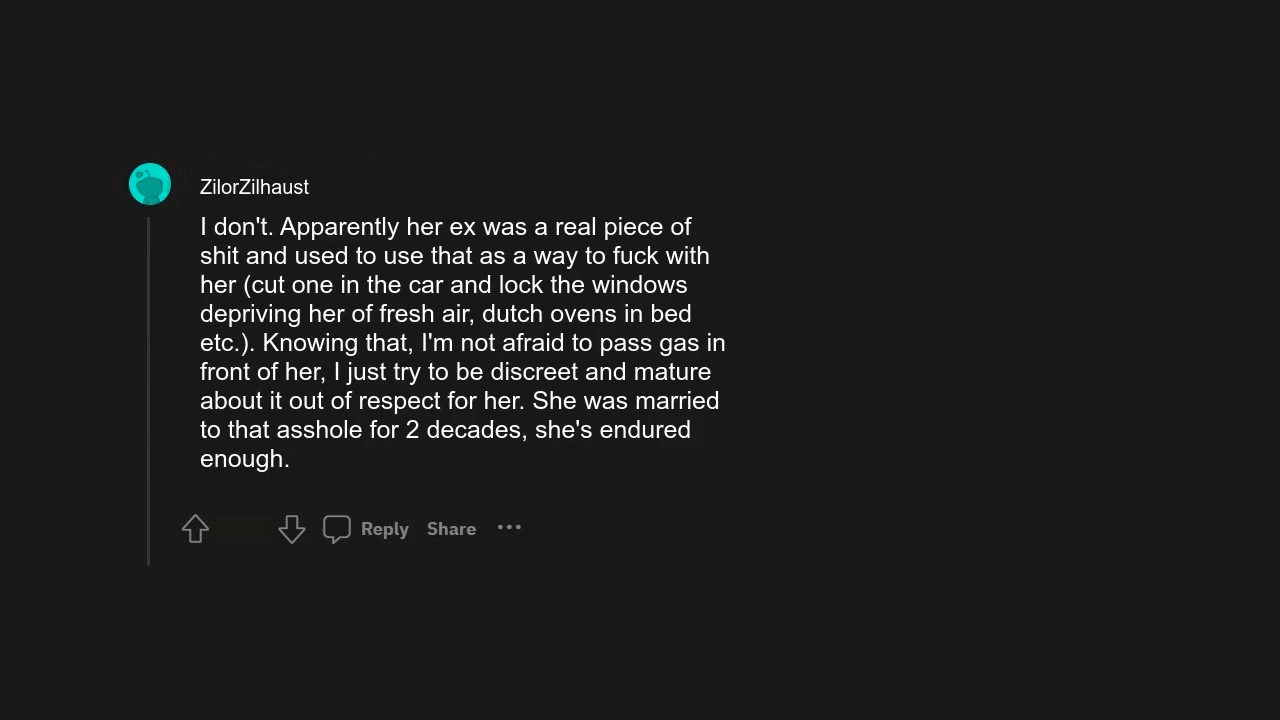 ZilorZilhaust
I don't. Apparently her ex was a real piece of
shit and used to use that as a way to fuck with
her (cut one in the car and lock the windows
depriving her of fresh air, dutch ovens in bed
etc.). Knowing that, I'm not afraid to pass gas in
front of her, I just try to be discreet and mature
about it out of respect for her. She was married
to that asshole for 2 decades, she's endured
enough.
Reply Share